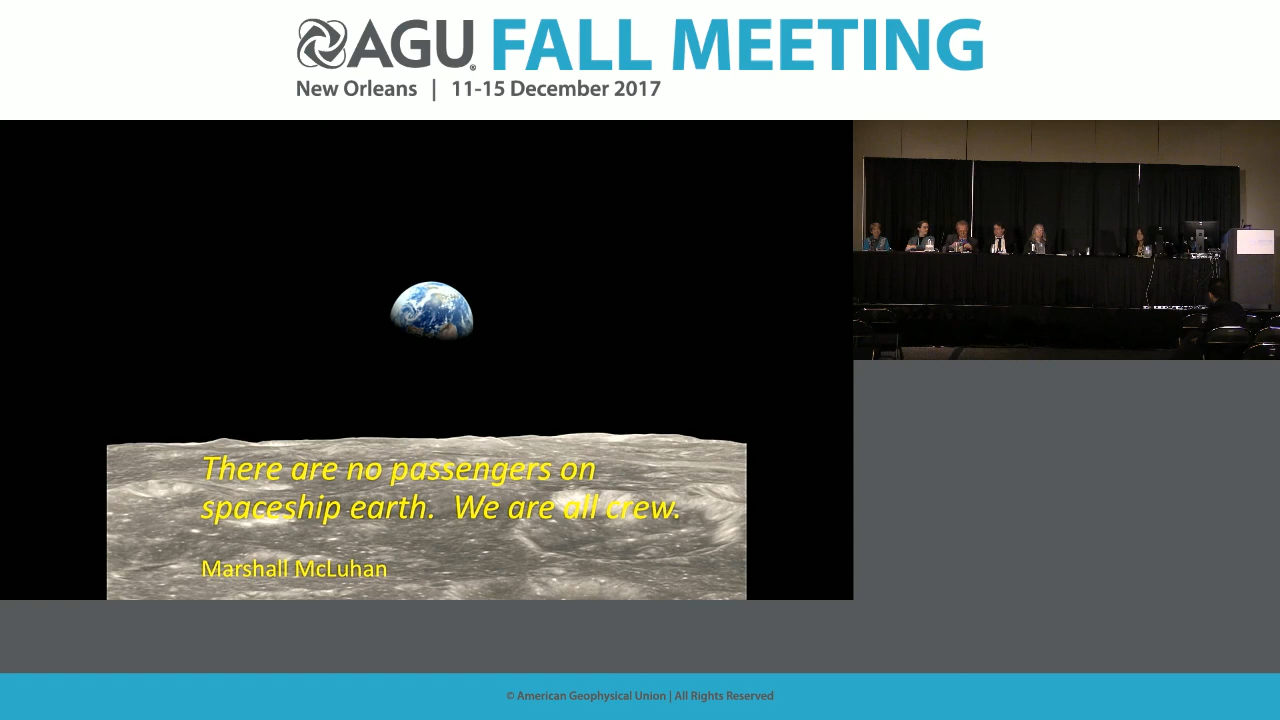 AGU FALL MEETING
New Orleans | 11-15 December 2017
There are no passengers on
spaceship earth. We are all crew.
Marshall McLuhan
© American Geophysical Union | All Rights Reserved